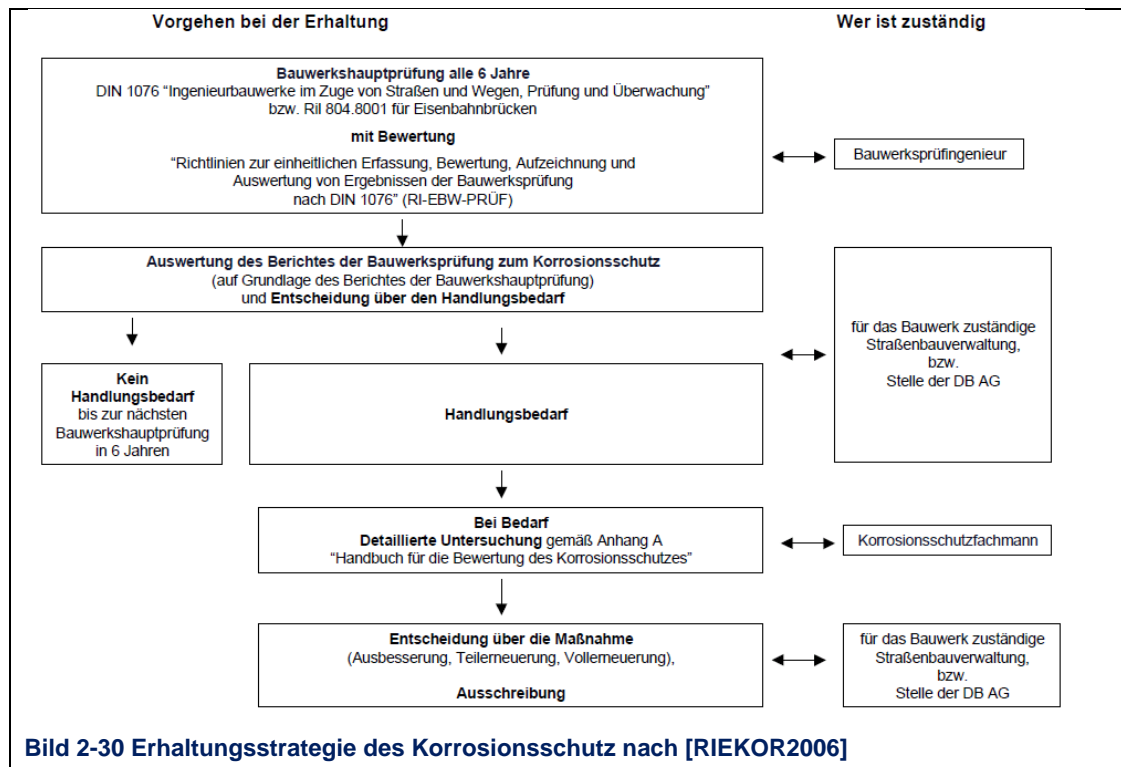 Vorgehen bei der Erhaltung
Wer ist zuständig
Bauwerkshauptprüfung alle 6 Jahre
DIN 1076 “Ingenieurbauwerke im Zuge von Straßen und Wegen, Prüfung und Überwachung”
bzw. Ril 804.8001 für Eisenbahnbrücken
mit Bewertung
“Richtlinien zur einheitlichen Erfassung, Bewertung, Aufzeichnung und
Auswertung von Ergebnissen der Bauwerksprüfung
nach DIN 1076” (RI-EBW-PRÜF)
Bauwerksprüfingenieur
Auswertung des Berichtes der Bauwerksprüfung zum Korrosionsschutz
(auf Grundlage des Berichtes der Bauwerkshauptprüfung)
und Entscheidung über den Handlungsbedarf
Kein
Handlungsbedarf
bis zur nächsten
Bauwerkshauptprüfung
in 6 Jahren
Handlungsbedarf
für das Bauwerk zuständige
Straßenbauverwaltung,
bzw.
Stelle der DB AG
Bei Bedarf
Detaillierte Untersuchung gemäß Anhang A
“Handbuch für die Bewertung des Korrosionsschutzes”
Korrosionsschutzfachmann
Entscheidung über die Maßnahme
(Ausbesserung, Teilerneuerung, Vollerneuerung),
Ausschreibung
für das Bauwerk zuständige
Straßenbauverwaltung,
bzw.
Stelle der DB AG
Bild 2-30 Erhaltungsstrategie des Korrosionsschutz nach [RIEKOR2006]